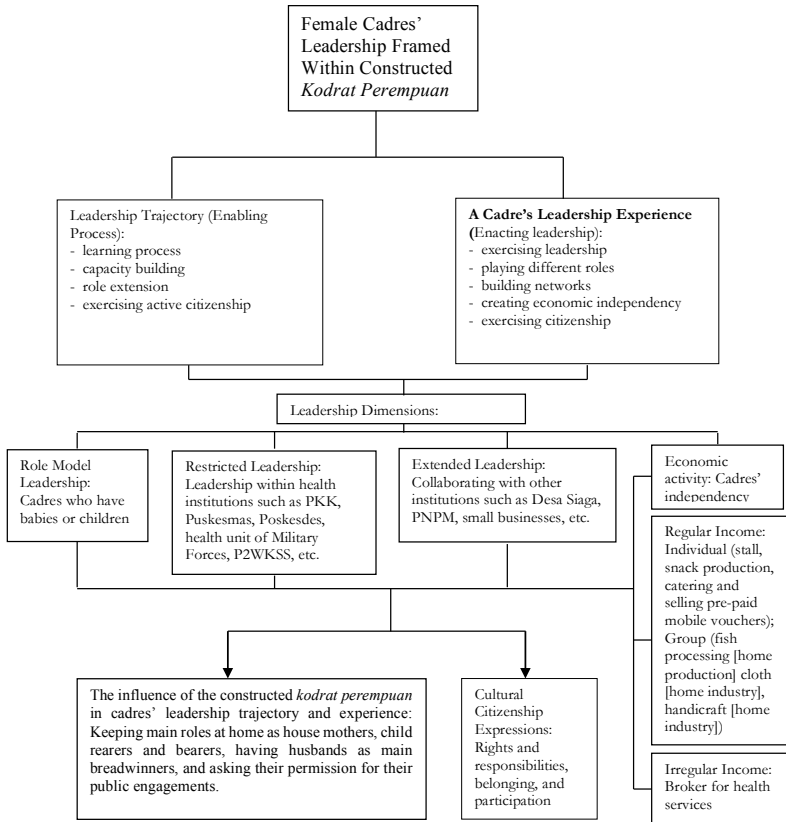 Female Cadres'
Leadership Framed
Within Constructed
Kodrat Perempuan
Leadership Trajectory (Enabling
Process):
- learning process
- capacity building
- role extension
- exercising active citizenship
A Cadre's Leadership Experience
(Enacting leadership):
- exercising leadership
- playing different roles
- building networks
- creating economic independency
- exercising citizenship
Leadership Dimensions:
Role Model
Leadership:
Cadres who have
babies or children
Restricted Leadership:
Leadership within health
institutions such as PKK,
Puskesmas, Poskesdes,
health unit of Military
Forces, P2WKSS, etc.
Extended Leadership:
Collaborating with other
institutions such as Desa Siaga,
PNPM, small businesses, etc.
Economic
activity: Cadres'
independency
Regular Income:
Individual (stall,
snack production,
catering and
selling pre-paid
mobile vouchers);
Group (fish
processing [home
production] cloth
[home industry],
handicraft [home
industry])
Irregular Income:
Broker for health
services
The influence of the constructed kodrat perempuan
in cadres' leadership trajectory and experience:
Keeping main roles at home as house mothers, child
rearers and bearers, having husbands as main
breadwinners, and asking their permission for their
public engagements.
Cultural
Citizenship
Expressions:
Rights and
responsibilities,
belonging, and
participation